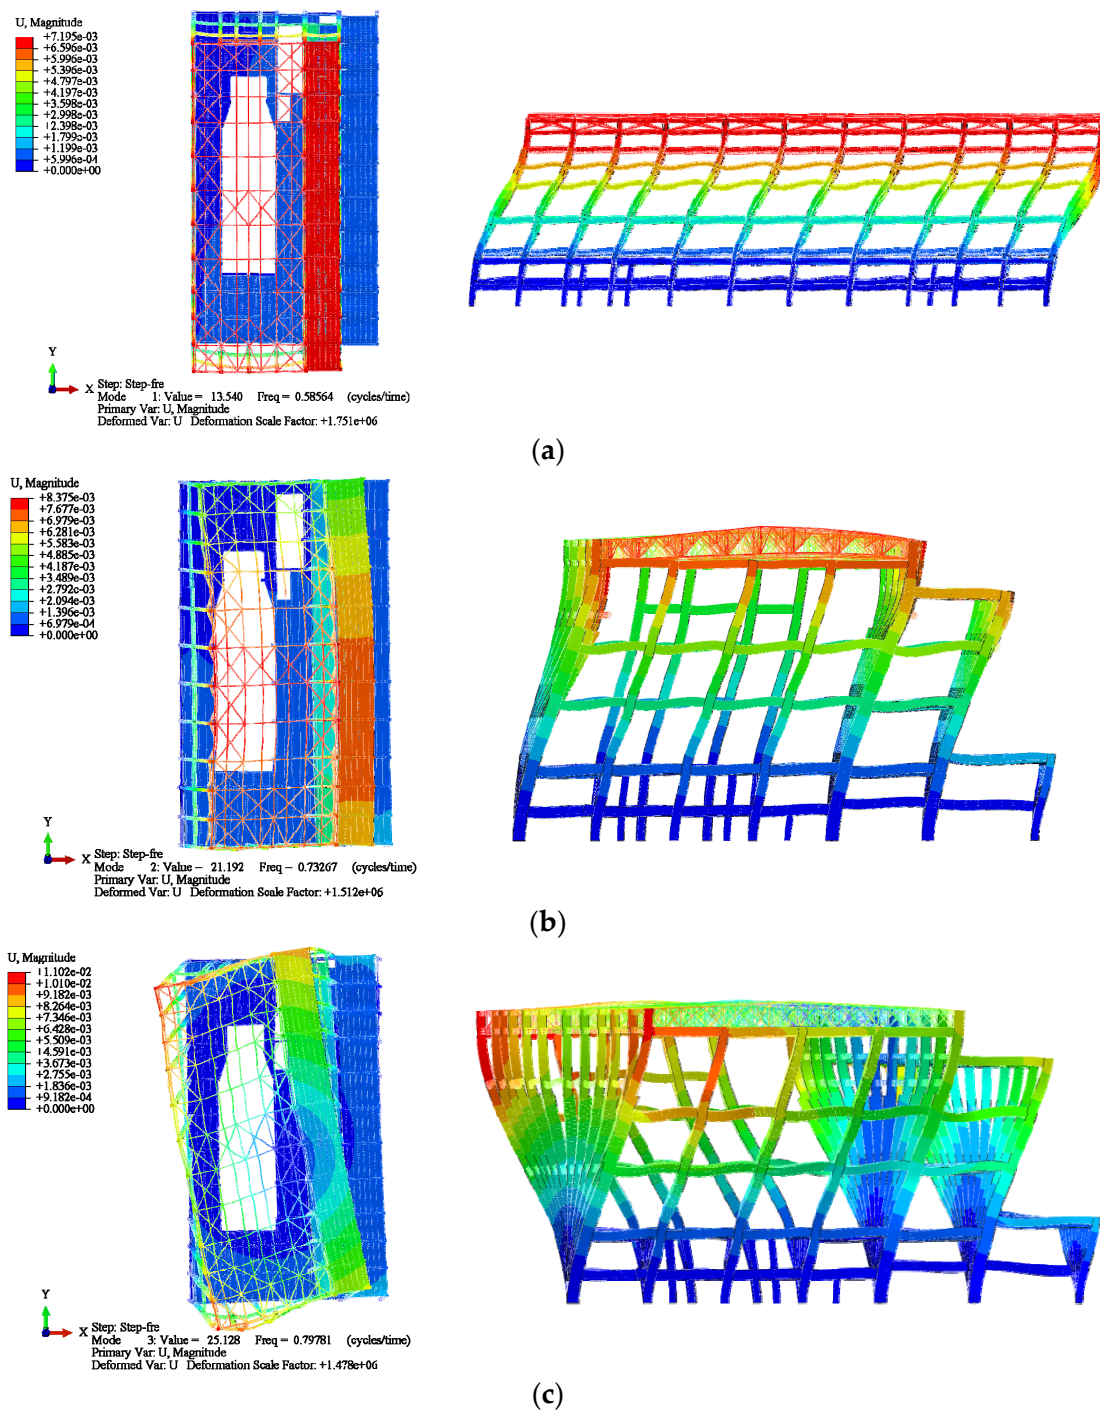 U, Magnitude
+7.195e-03
+6.596e-03
+5.996e-03
+5.396e-03
+4.797e-03
+4.197e-03
+3.598e-03
+2.998e-03
+2.398e-03
+1.799e-03
+1.199e-03
+5.996e-04
+0.000e+00
Y
X
Step: Step-fre
Mode 1: Value = 13.540 Freq = 0.58564 (cycles/time)
Primary Var: U, Magnitude
Deformed Var: U Deformation Scale Factor: +1.751e+06
(a)
U, Magnitude
+8.375e-03
+7.677e-03
+6.979e-03
+6.281e-03
+5.583e-03
+4.885e-03
+4.187e-03
+3.489e-03
+2.792e-03
+2.094e-03
+1.396e-03
+6.979e-04
+0.000e+00
Y
X
Step: Step-fre
Mode 2: Value = 21.192 Freq = 0.73267 (cycles/time)
Primary Var: U, Magnitude
Deformed Var: U Deformation Scale Factor: +1.512e+06
(b)
U, Magnitude
+1.102e-02
+1.010e-02
+9.182e-03
+8.264e-03
+7.346e-03
+6.428e-03
+5.509e-03
+4.591e-03
+3.673e-03
+2.755e-03
+1.836e-03
+9.182e-04
+0.000e+00
Y
X
Step: Step-fre
Mode 3: Value = 25.128 Freq = 0.79781 (cycles/time)
Primary Var: U, Magnitude
Deformed Var: U Deformation Scale Factor: +1.478e+06
(c)